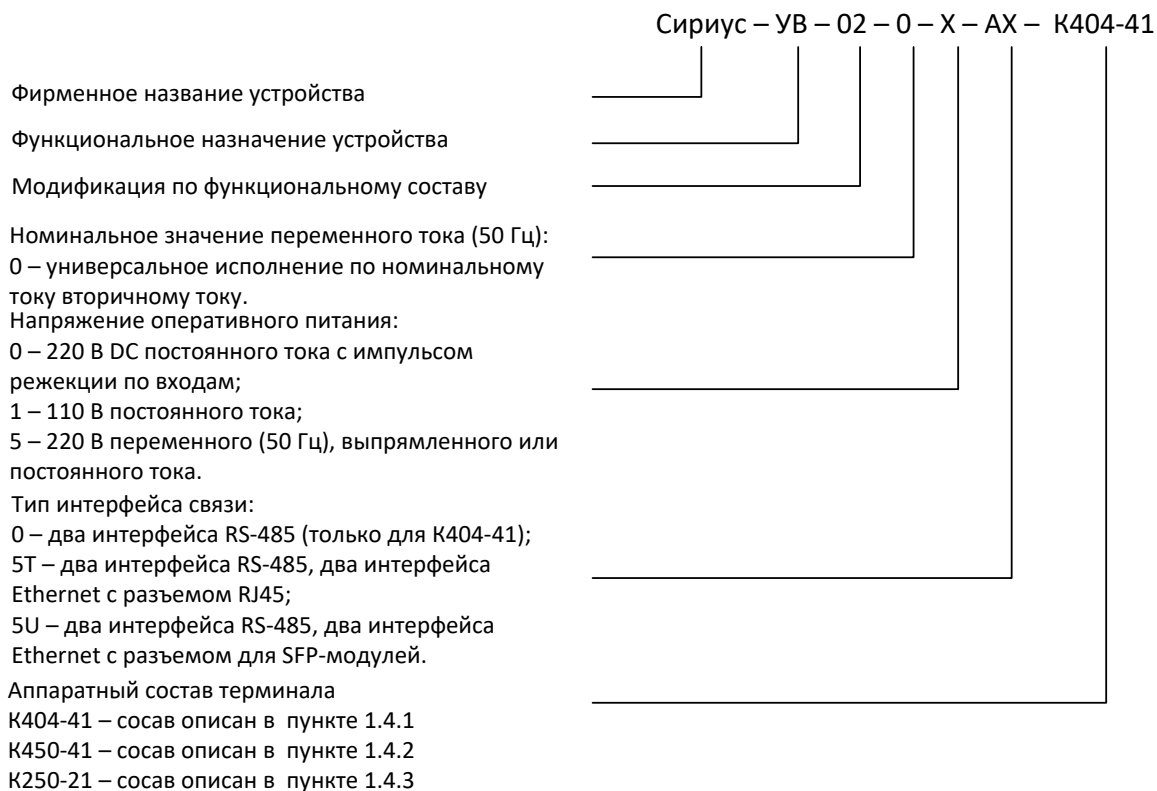 Сириус – УВ – 02 – 0 – Х – АХ – К404-41
Фирменное название устройства
Функциональное назначение устройства
Модификация по функциональному составу
Номинальное значение переменного тока (50 Гц):
0 – универсальное исполнение по номинальному
току вторичному току.
Напряжение оперативного питания:
0 – 220 В DC постоянного тока с импульсом
режекции по входам;
1 – 110 В постоянного тока;
5 – 220 В переменного (50 Гц), выпрямленного или
постоянного тока.
Тип интерфейса связи:
0 – два интерфейса RS-485 (только для К404-41);
5T – два интерфейса RS-485, два интерфейса
Ethernet с разъемом RJ45;
5U – два интерфейса RS-485, два интерфейса
Ethernet с разъемом для SFP-модулей.
Аппаратный состав терминала
К404-41 – сосав описан в пункте 1.4.1
К450-41 – сосав описан в пункте 1.4.2
К250-21 – сосав описан в пункте 1.4.3